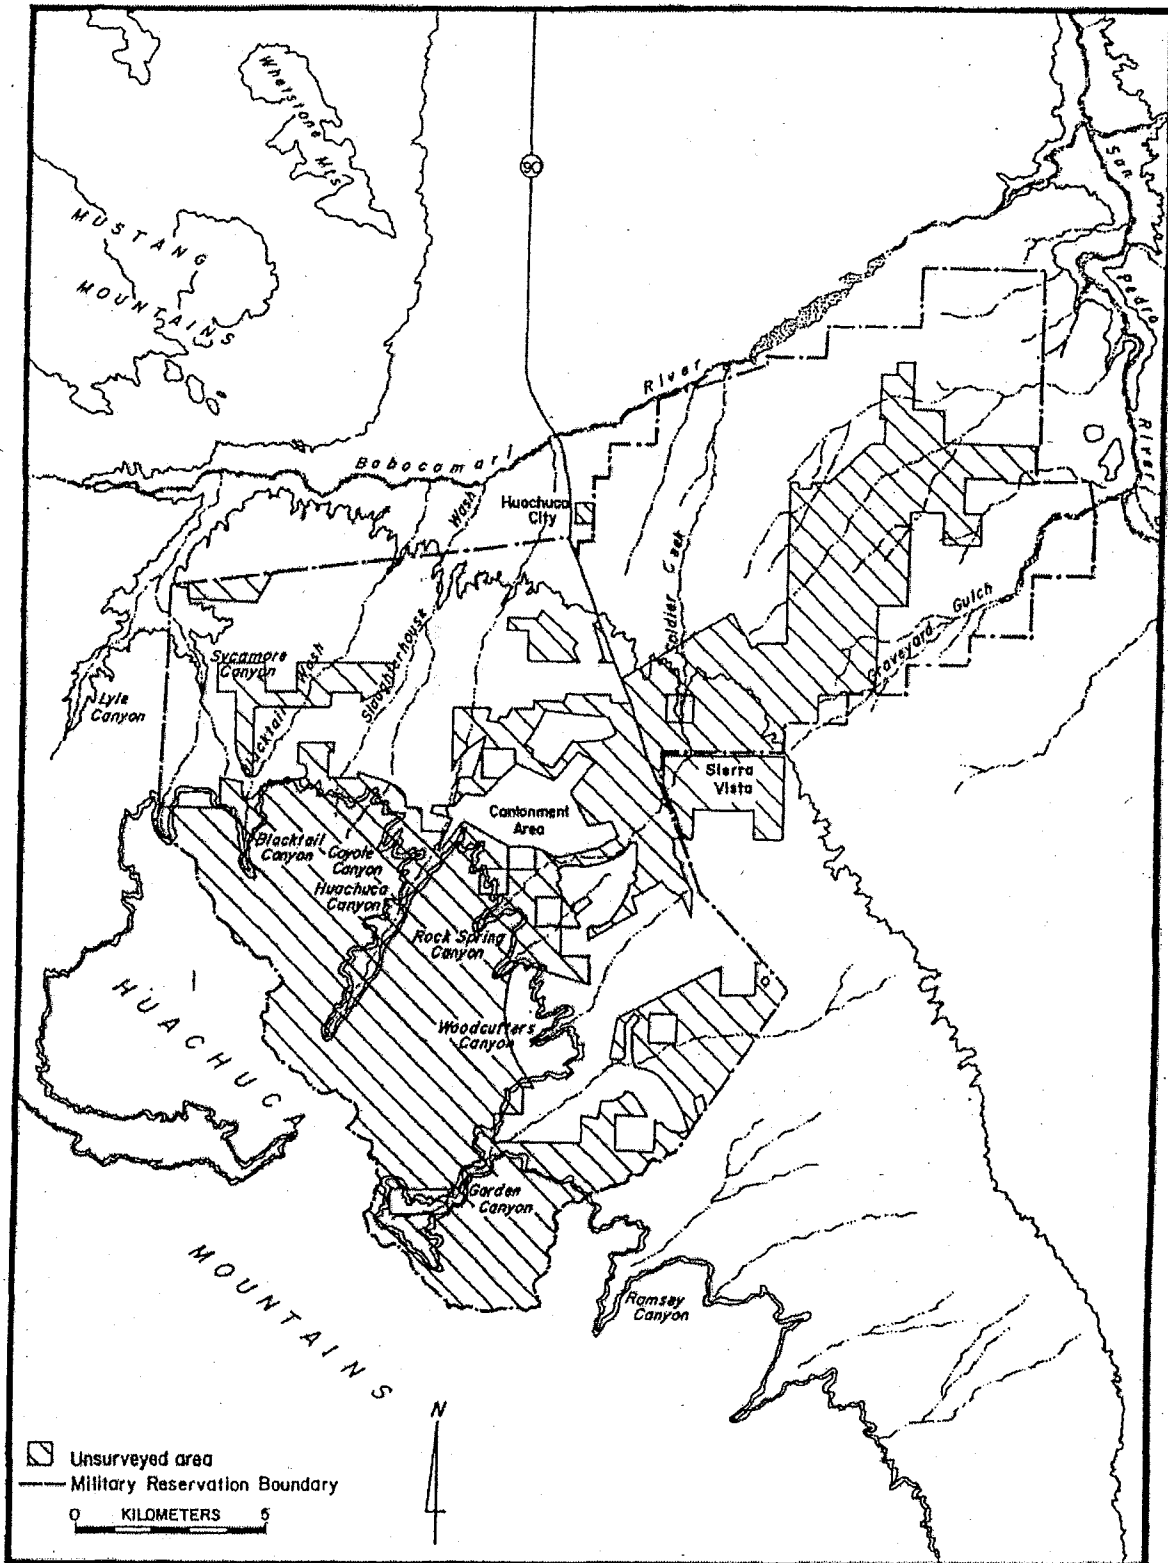 Whetstone Mts
90
MUSTANG
MOUNTAINS
San
Pedro
River
River
Babocamari
Wash
Huachuca
City
Soldier Creek
Graveyard Gulch
Sycamore
Canyon
Wash
Slaughterhouse
Lyle
Canyon
Blacktail
Sierra
Vista
Cantonment
Area
Blacktail
Canyon
Coyote
Canyon
Huachuca
Canyon
Rock Spring
Canyon
HUACHUCA
Woodcutters
Canyon
Garden
Canyon
MOUNTAINS
Ramsey
Canyon
N
Unsurveyed area
Military Reservation Boundary
0 KILOMETERS 5